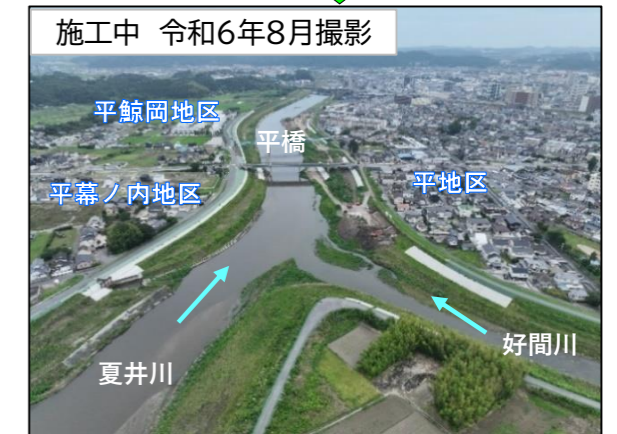 施工中 令和6年8月撮影
平鯨岡地区
平橋
平幕ノ内地区
平地区
好間川
夏井川